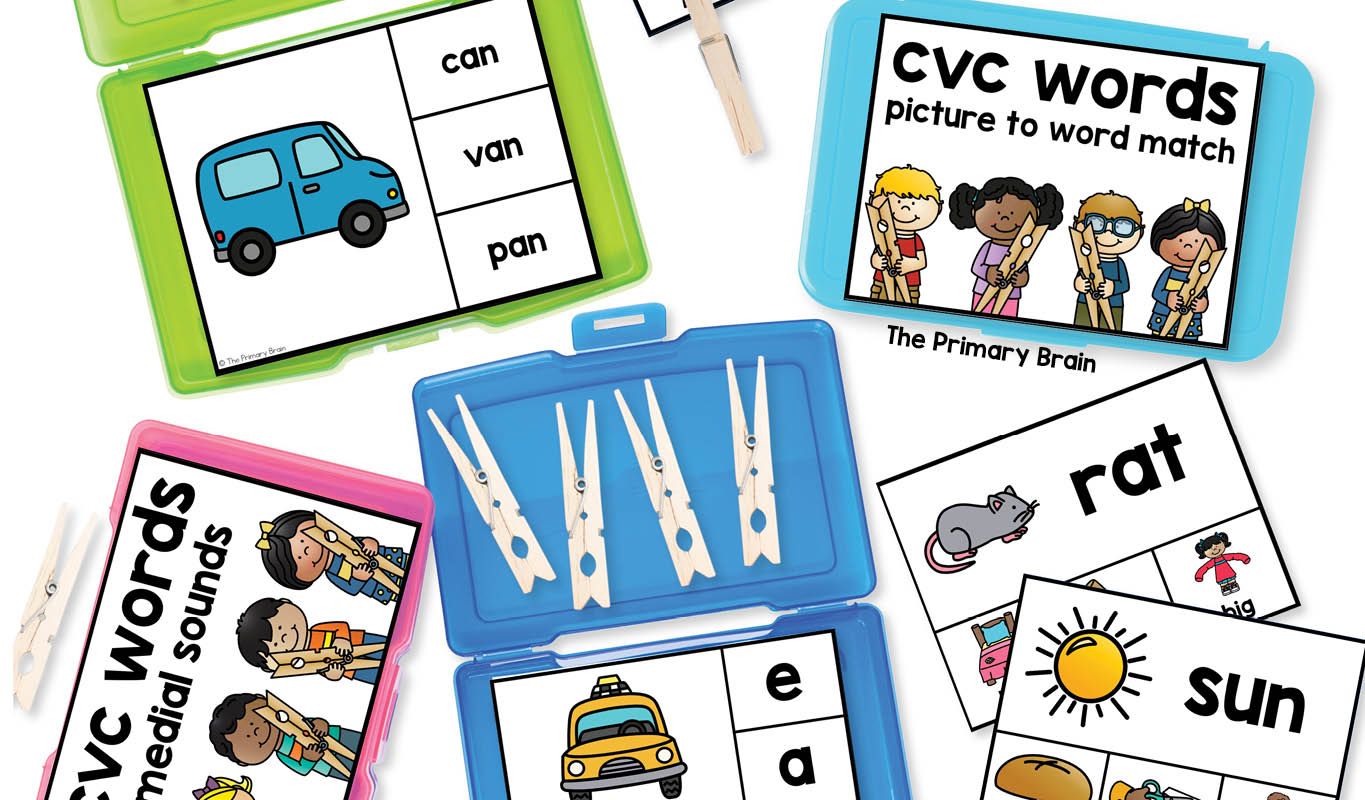 can
van
pan
© The Primary Brain
cvc words
picture to word match
The Primary Brain
cvc words
medial sounds
e
a
rat
big
sun